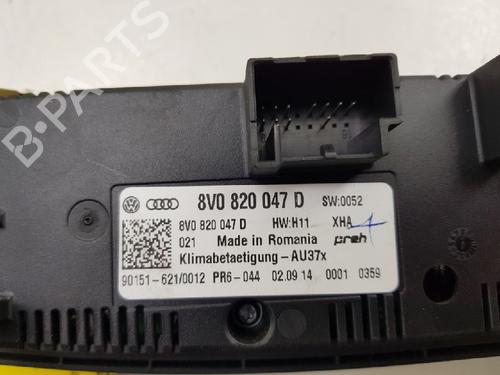 B-PARTS
8V0 820 047 D SW:0052
8V0 820 047 D HW:H11 XHA
021 Made in Romania preh
Klimabetaetigung-AU37x
90151-621/0012 PR6-044 02.09.14 0001 0359